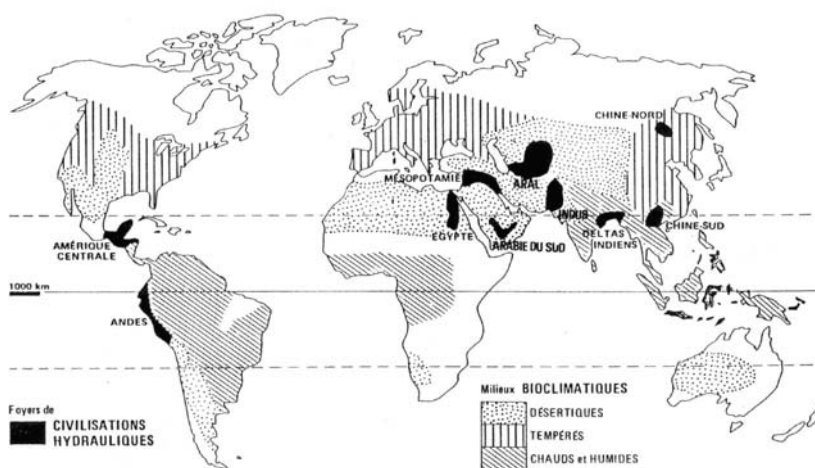 CHINE-NORD
MÉSOPOTAMIE
ARAL
INDUS
ÉGYPTE
ARABIE DU SUD
DELTAS
INDIENS
CHINE-SUD
AMÉRIQUE
CENTRALE
1000 km
ANDES
Foyers de
CIVILISATIONS
HYDRAULIQUES
Milieux BIOCLIMATIQUES
DÉSERTIQUES
TEMPÉRÉS
CHAUDS et HUMIDES